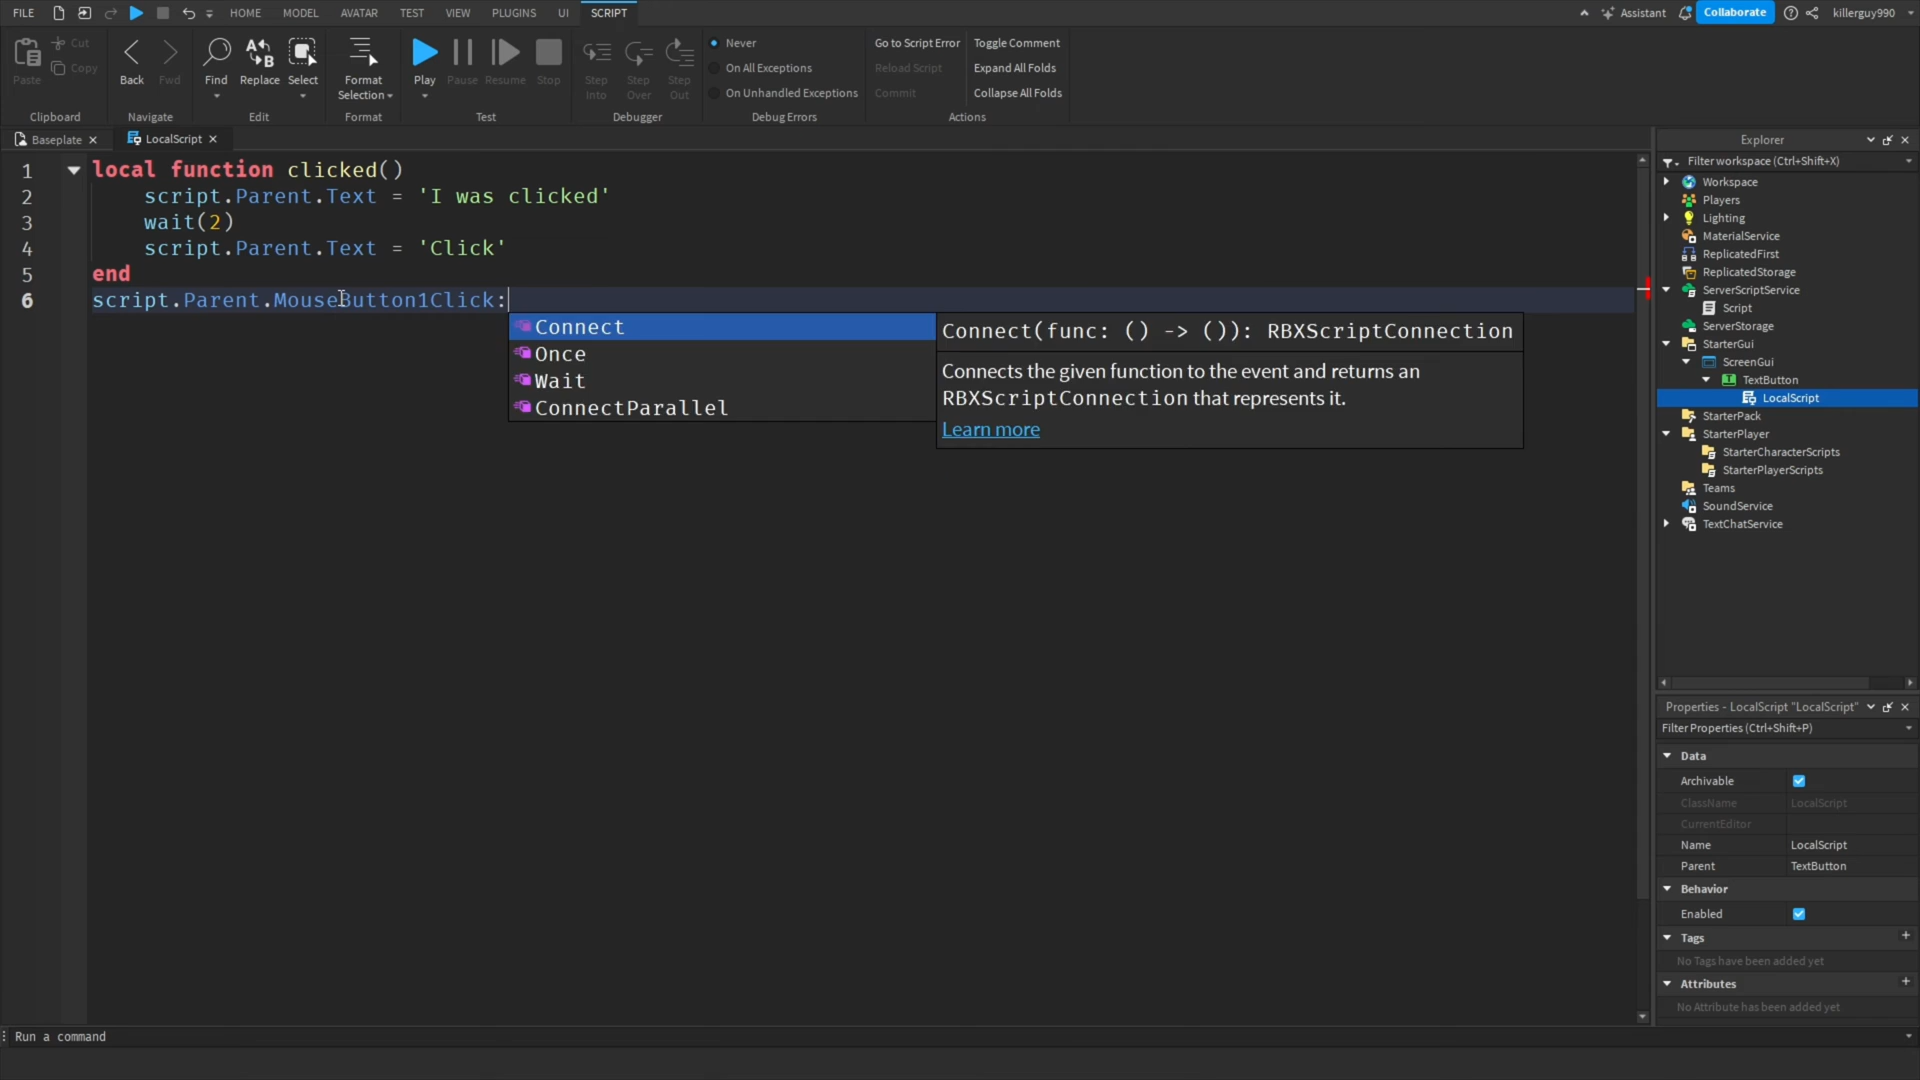 FILE HOME MODEL AVATAR TEST VIEW PLUGINS UI SCRIPT Assistant Collaborate killerguy990
Paste Cut Copy
Back Fwd
Find Replace Select
Format Selection
Play Pause Resume Stop
Step Into Step Over Step Out
Never
On All Exceptions
On Unhandled Exceptions
Go to Script Error
Reload Script
Commit
Toggle Comment
Expand All Folds
Collapse All Folds
Clipboard Navigate Edit Format Test Debugger Debug Errors Actions
Baseplate LocalScript
1 local function clicked()
2 script.Parent.Text = 'I was clicked'
3 wait(2)
4 script.Parent.Text = 'Click'
5 end
6 script.Parent.MouseButton1Click:
Connect
Once
Wait
ConnectParallel
Connect(func: () -> ()): RBXScriptConnection
Connects the given function to the event and returns an
RBXScriptConnection that represents it.
Learn more
Explorer
Filter workspace (Ctrl+Shift+X)
Workspace
Players
Lighting
MaterialService
ReplicatedFirst
ReplicatedStorage
ServerScriptService
Script
ServerStorage
StarterGui
ScreenGui
TextButton
LocalScript
StarterPack
StarterPlayer
StarterCharacterScripts
StarterPlayerScripts
Teams
SoundService
TextChatService
Properties - LocalScript "LocalScript"
Filter Properties (Ctrl+Shift+P)
Data
Archivable
ClassName LocalScript
CurrentEditor
Name LocalScript
Parent TextButton
Behavior
Enabled
Tags
No Tags have been added yet
Attributes
No Attribute has been added yet
Run a command